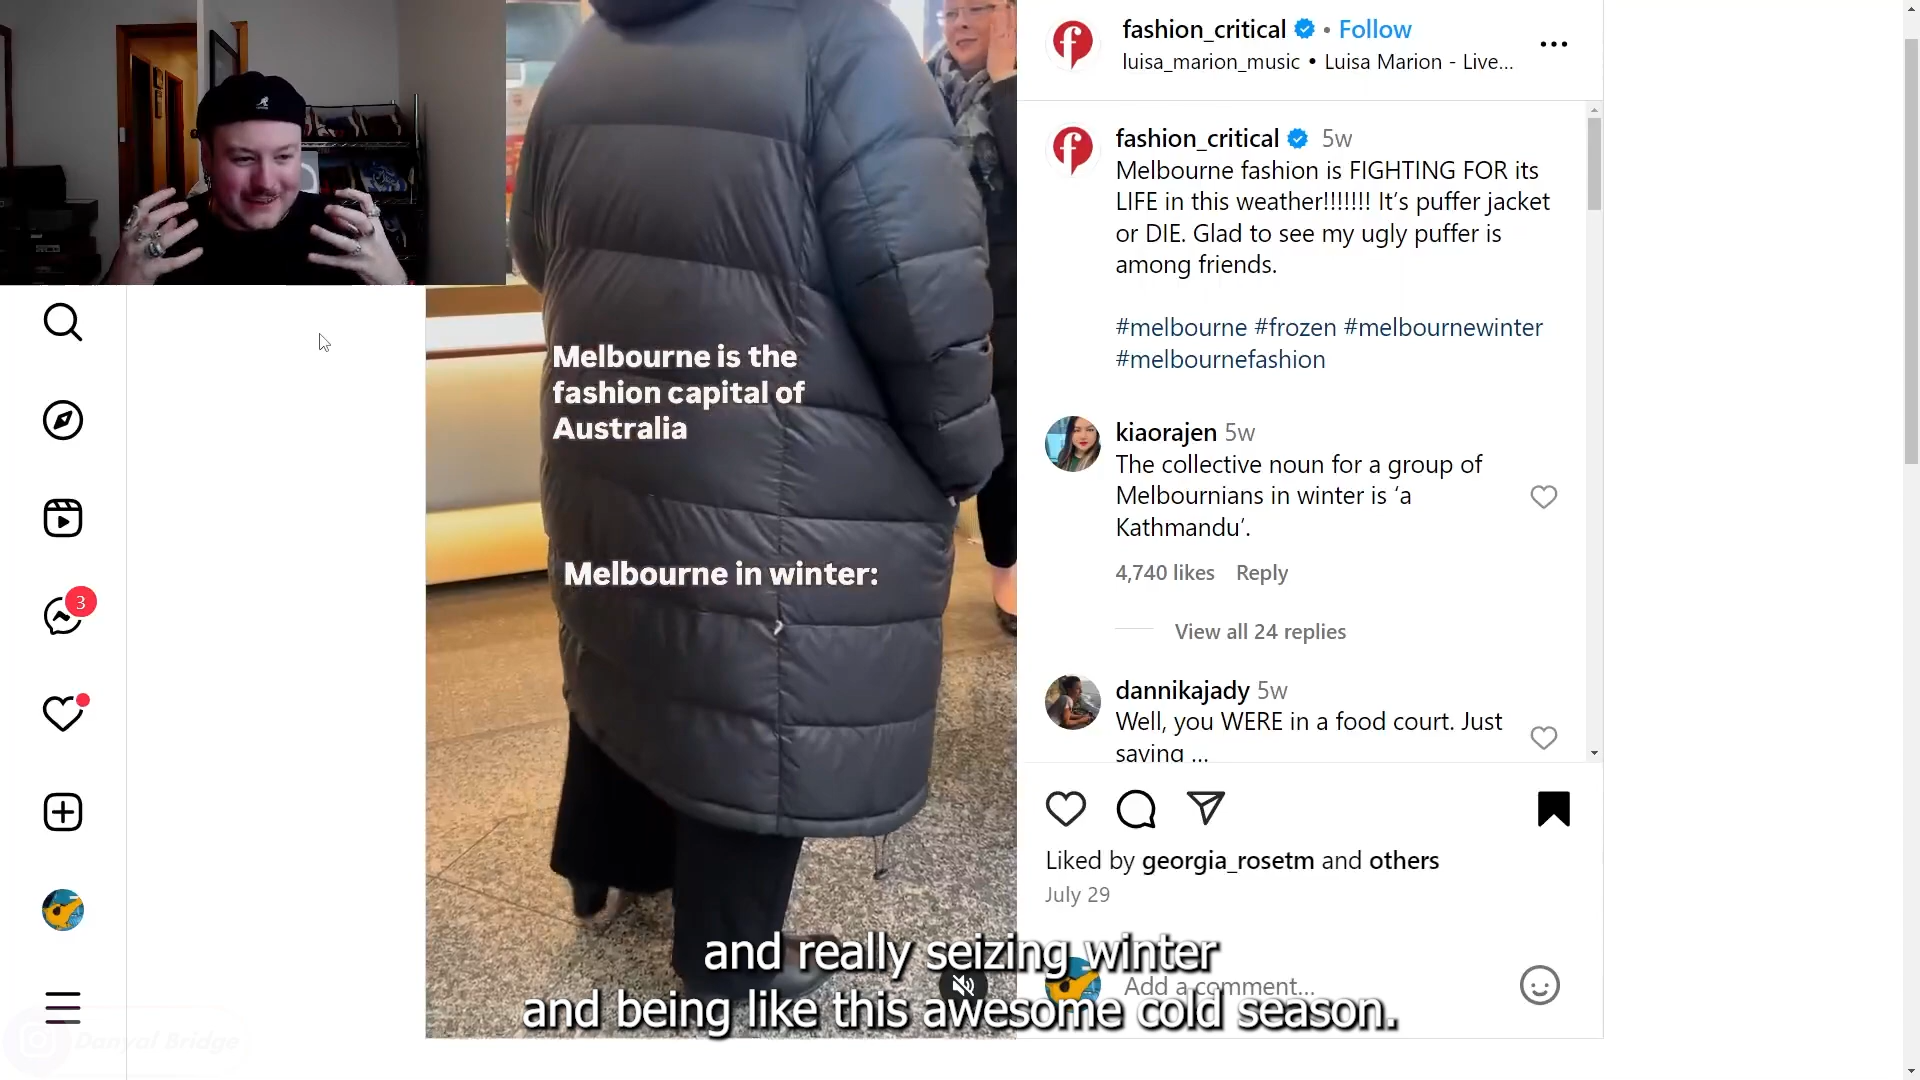 fashion_critical • Follow
luisa_marion_music • Luisa Marion - Live...
fashion_critical 5w
Melbourne fashion is FIGHTING FOR its
LIFE in this weather!!!!!!! It's puffer jacket
or DIE. Glad to see my ugly puffer is
among friends.
#melbourne #frozen #melbournewinter
#melbournefashion
Melbourne is the
fashion capital of
Australia
Melbourne in winter:
kiaorajen 5w
The collective noun for a group of
Melbournians in winter is ‘a
Kathmandu’.
4,740 likes Reply
View all 24 replies
dannikajady 5w
Well, you WERE in a food court. Just
saying ...
3
Liked by georgia_rosetm and others
July 29
Add a comment...
and really seizing winter
and being like this awesome cold season.
Danyal Bridge